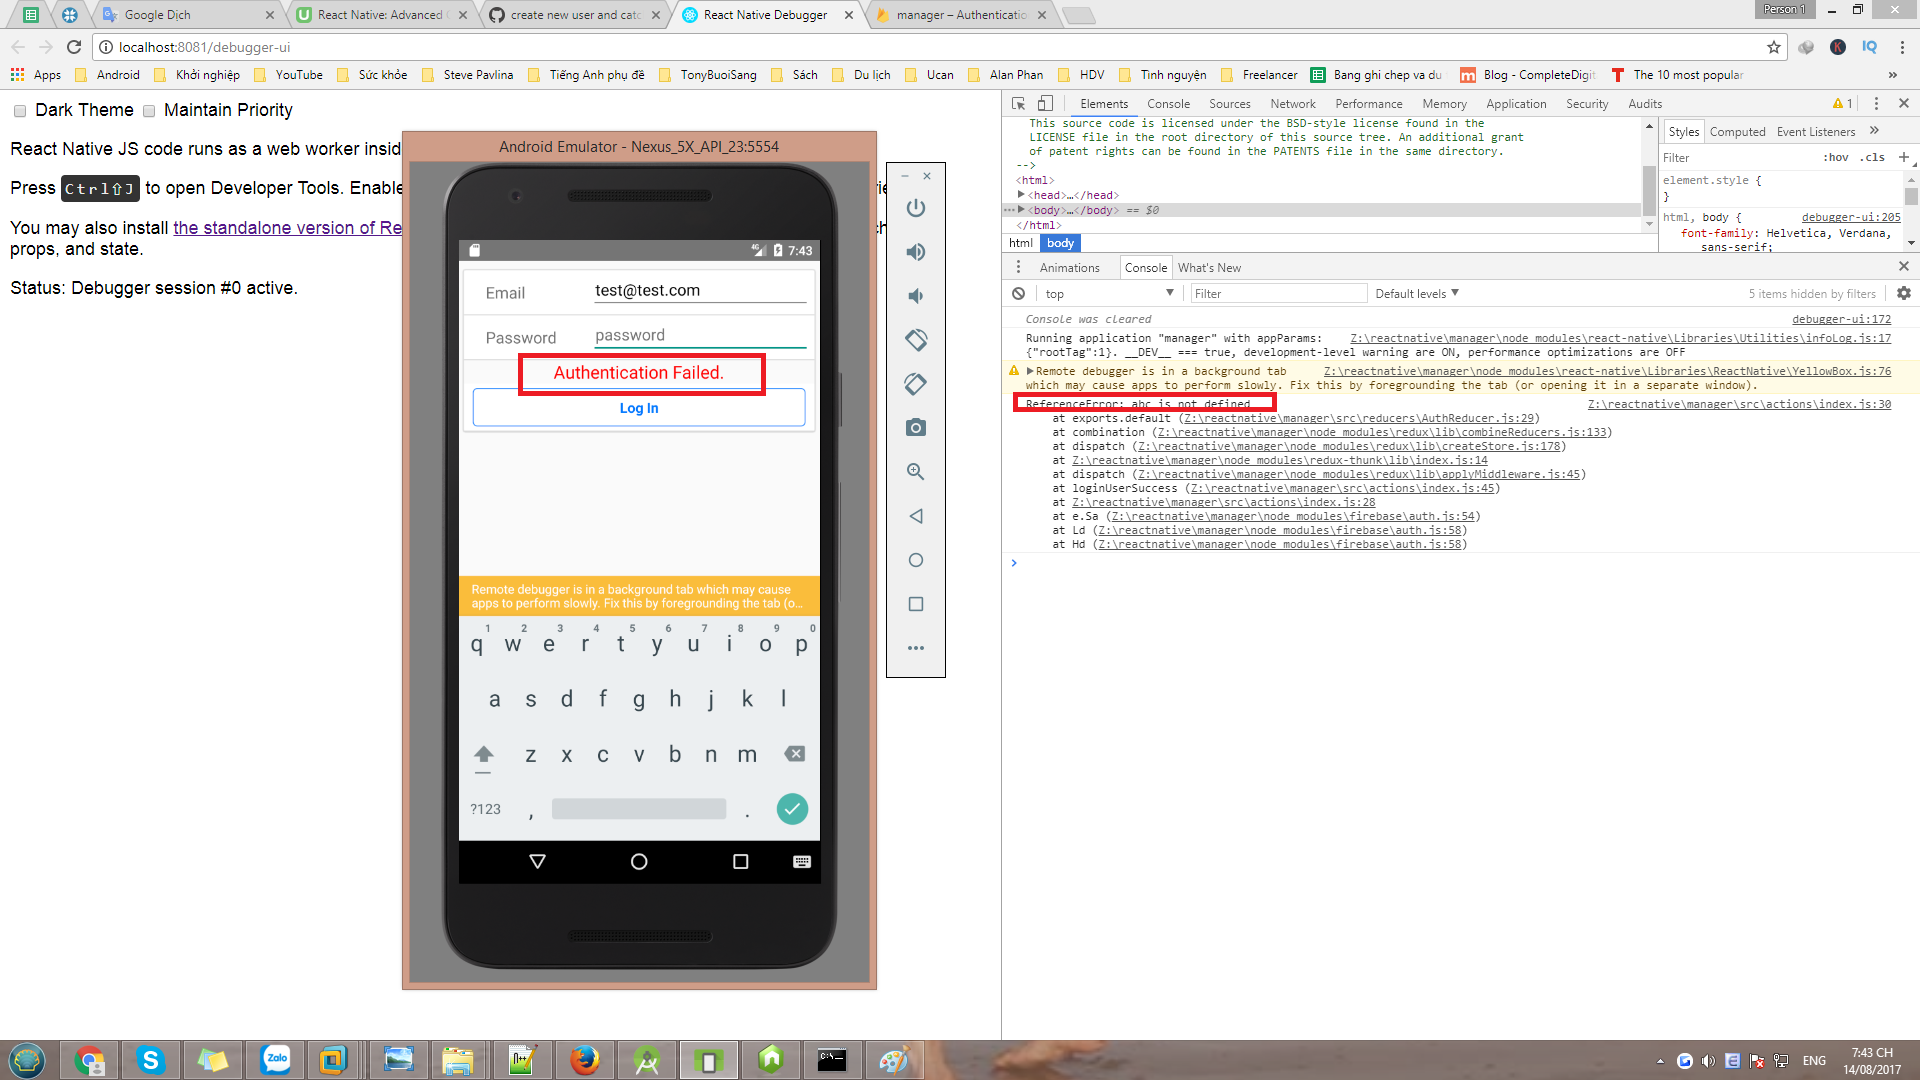 Google Dịch
React Native: Advanced
create new user and catc
React Native Debugger
manager – Authenticatio
Person 1
localhost:8081/debugger-ui
Apps
Android
Khởi nghiệp
YouTube
Sức khỏe
Steve Pavlina
Tiếng Anh phụ đề
TonyBuoiSang
Sách
Du lịch
Ucan
Alan Phan
HDV
Tình nguyện
Freelancer
Bang ghi chep va du
Blog - CompleteDigit
The 10 most popular
»
Dark Theme
Maintain Priority
React Native JS code runs as a web worker insid
Press Ctrl⇧J to open Developer Tools. Enable
You may also install the standalone version of Re
props, and state.
Status: Debugger session #0 active.
Android Emulator - Nexus_5X_API_23:5554
4G
7:43
Email
test@test.com
Password
password
Authentication Failed.
Log In
Remote debugger is in a background tab which may cause
apps to perform slowly. Fix this by foregrounding the tab (o...
1 2 3 4 5 6 7 8 9 0
q w e r t y u i o p
a s d f g h j k l
z x c v b n m
?123 , .
Elements
Console
Sources
Network
Performance
Memory
Application
Security
Audits
1
This source code is licensed under the BSD-style license found in the
LICENSE file in the root directory of this source tree. An additional grant
of patent rights can be found in the PATENTS file in the same directory.
-->
<html>
<head>…</head>
<body>…</body> == $0
</html>
html body
Styles
Computed
Event Listeners
»
Filter
:hov .cls +
element.style {
}
html, body {
debugger-ui:205
font-family: Helvetica, Verdana,
sans-serif;
Animations
Console
What's New
top
Filter
Default levels
5 items hidden by filters
Console was cleared
debugger-ui:172
Running application "manager" with appParams:
Z:\reactnative\manager\node_modules\react-native\Libraries\Utilities\infoLog.js:17
{"rootTag":1}. __DEV__ === true, development-level warning are ON, performance optimizations are OFF
Remote debugger is in a background tab
Z:\reactnative\manager\node_modules\react-native\Libraries\ReactNative\YellowBox.js:76
which may cause apps to perform slowly. Fix this by foregrounding the tab (or opening it in a separate window).
ReferenceError: abc is not defined
Z:\reactnative\manager\src\actions\index.js:30
at exports.default (Z:\reactnative\manager\src\reducers\AuthReducer.js:29)
at combination (Z:\reactnative\manager\node_modules\redux\lib\combineReducers.js:133)
at dispatch (Z:\reactnative\manager\node_modules\redux\lib\createStore.js:178)
at Z:\reactnative\manager\node_modules\redux-thunk\lib\index.js:14
at dispatch (Z:\reactnative\manager\node_modules\redux\lib\applyMiddleware.js:45)
at loginUserSuccess (Z:\reactnative\manager\src\actions\index.js:45)
at Z:\reactnative\manager\src\actions\index.js:28
at e.Sa (Z:\reactnative\manager\node_modules\firebase\auth.js:54)
at Ld (Z:\reactnative\manager\node_modules\firebase\auth.js:58)
at Hd (Z:\reactnative\manager\node_modules\firebase\auth.js:58)
Zalo
ENG
7:43 CH
14/08/2017